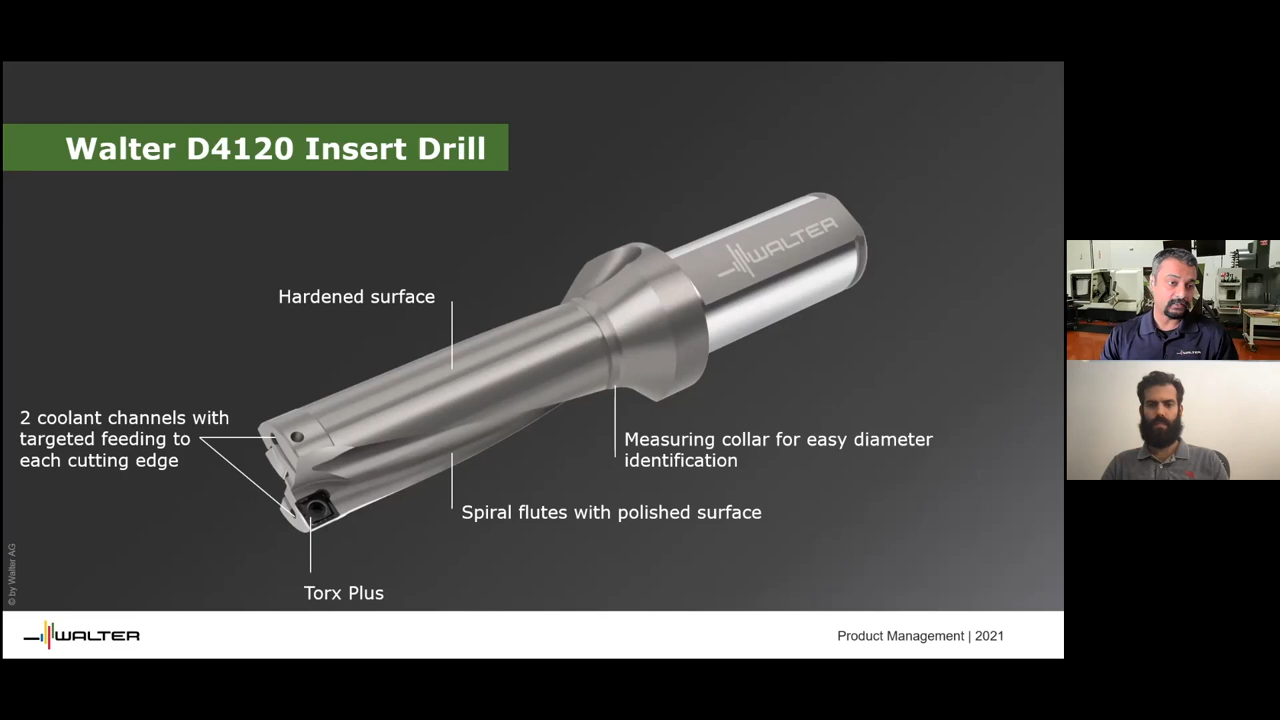 Walter D4120 Insert Drill
WALTER
Hardened surface
2 coolant channels with
targeted feeding to
each cutting edge
Measuring collar for easy diameter
identification
Spiral flutes with polished surface
Torx Plus
© by Walter AG
WALTER
Product Management | 2021
WALTER